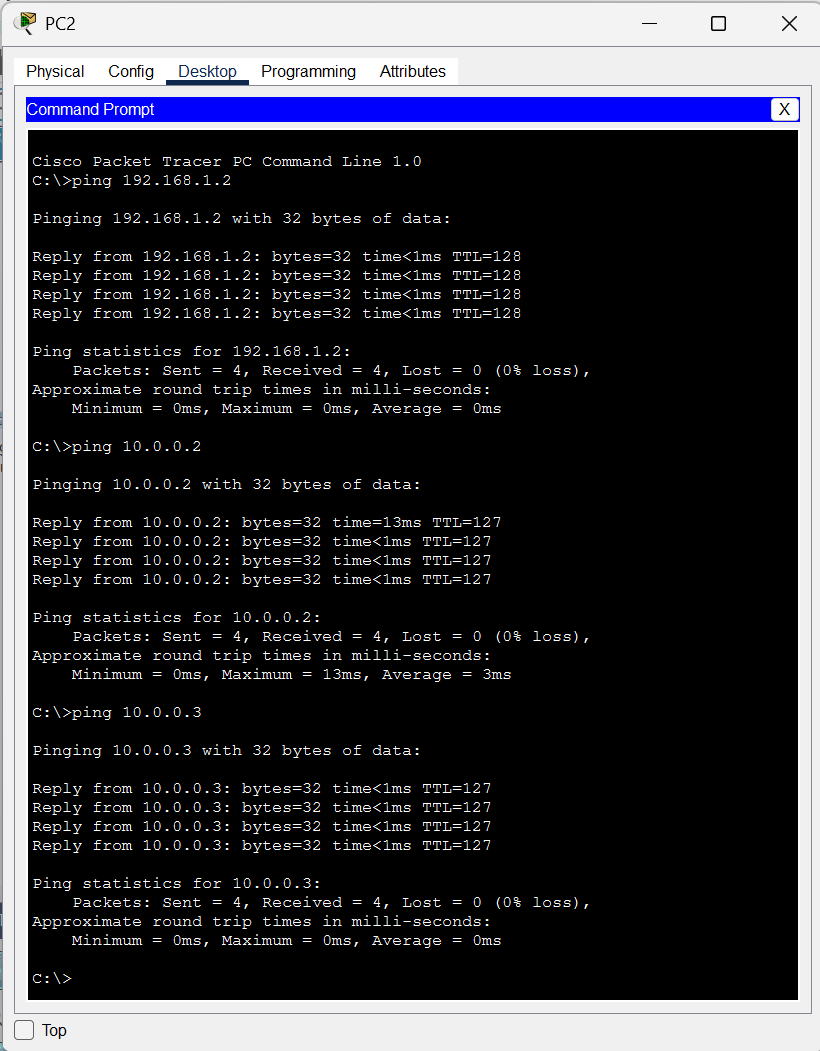 PC2
Physical Config Desktop Programming Attributes
Command Prompt
X
Cisco Packet Tracer PC Command Line 1.0
C:\>ping 192.168.1.2
Pinging 192.168.1.2 with 32 bytes of data:
Reply from 192.168.1.2: bytes=32 time<1ms TTL=128
Reply from 192.168.1.2: bytes=32 time<1ms TTL=128
Reply from 192.168.1.2: bytes=32 time<1ms TTL=128
Reply from 192.168.1.2: bytes=32 time<1ms TTL=128
Ping statistics for 192.168.1.2:
    Packets: Sent = 4, Received = 4, Lost = 0 (0% loss),
Approximate round trip times in milli-seconds:
    Minimum = 0ms, Maximum = 0ms, Average = 0ms
C:\>ping 10.0.0.2
Pinging 10.0.0.2 with 32 bytes of data:
Reply from 10.0.0.2: bytes=32 time=13ms TTL=127
Reply from 10.0.0.2: bytes=32 time<1ms TTL=127
Reply from 10.0.0.2: bytes=32 time<1ms TTL=127
Reply from 10.0.0.2: bytes=32 time<1ms TTL=127
Ping statistics for 10.0.0.2:
    Packets: Sent = 4, Received = 4, Lost = 0 (0% loss),
Approximate round trip times in milli-seconds:
    Minimum = 0ms, Maximum = 13ms, Average = 3ms
C:\>ping 10.0.0.3
Pinging 10.0.0.3 with 32 bytes of data:
Reply from 10.0.0.3: bytes=32 time<1ms TTL=127
Reply from 10.0.0.3: bytes=32 time<1ms TTL=127
Reply from 10.0.0.3: bytes=32 time<1ms TTL=127
Reply from 10.0.0.3: bytes=32 time<1ms TTL=127
Ping statistics for 10.0.0.3:
    Packets: Sent = 4, Received = 4, Lost = 0 (0% loss),
Approximate round trip times in milli-seconds:
    Minimum = 0ms, Maximum = 0ms, Average = 0ms
C:\>
Top